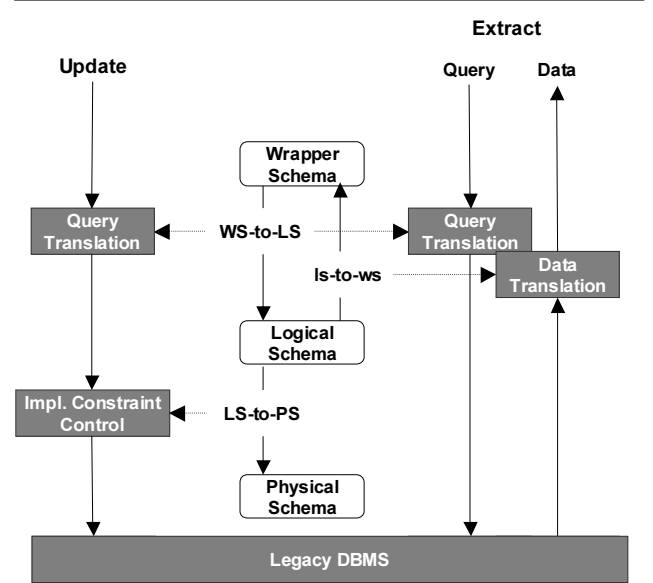 Extract
Update
Query
Data
Wrapper
Schema
Query
Translation
WS-to-LS
Query
Translation
ls-to-ws
Data
Translation
Logical
Schema
Impl. Constraint
Control
LS-to-PS
Physical
Schema
Legacy DBMS